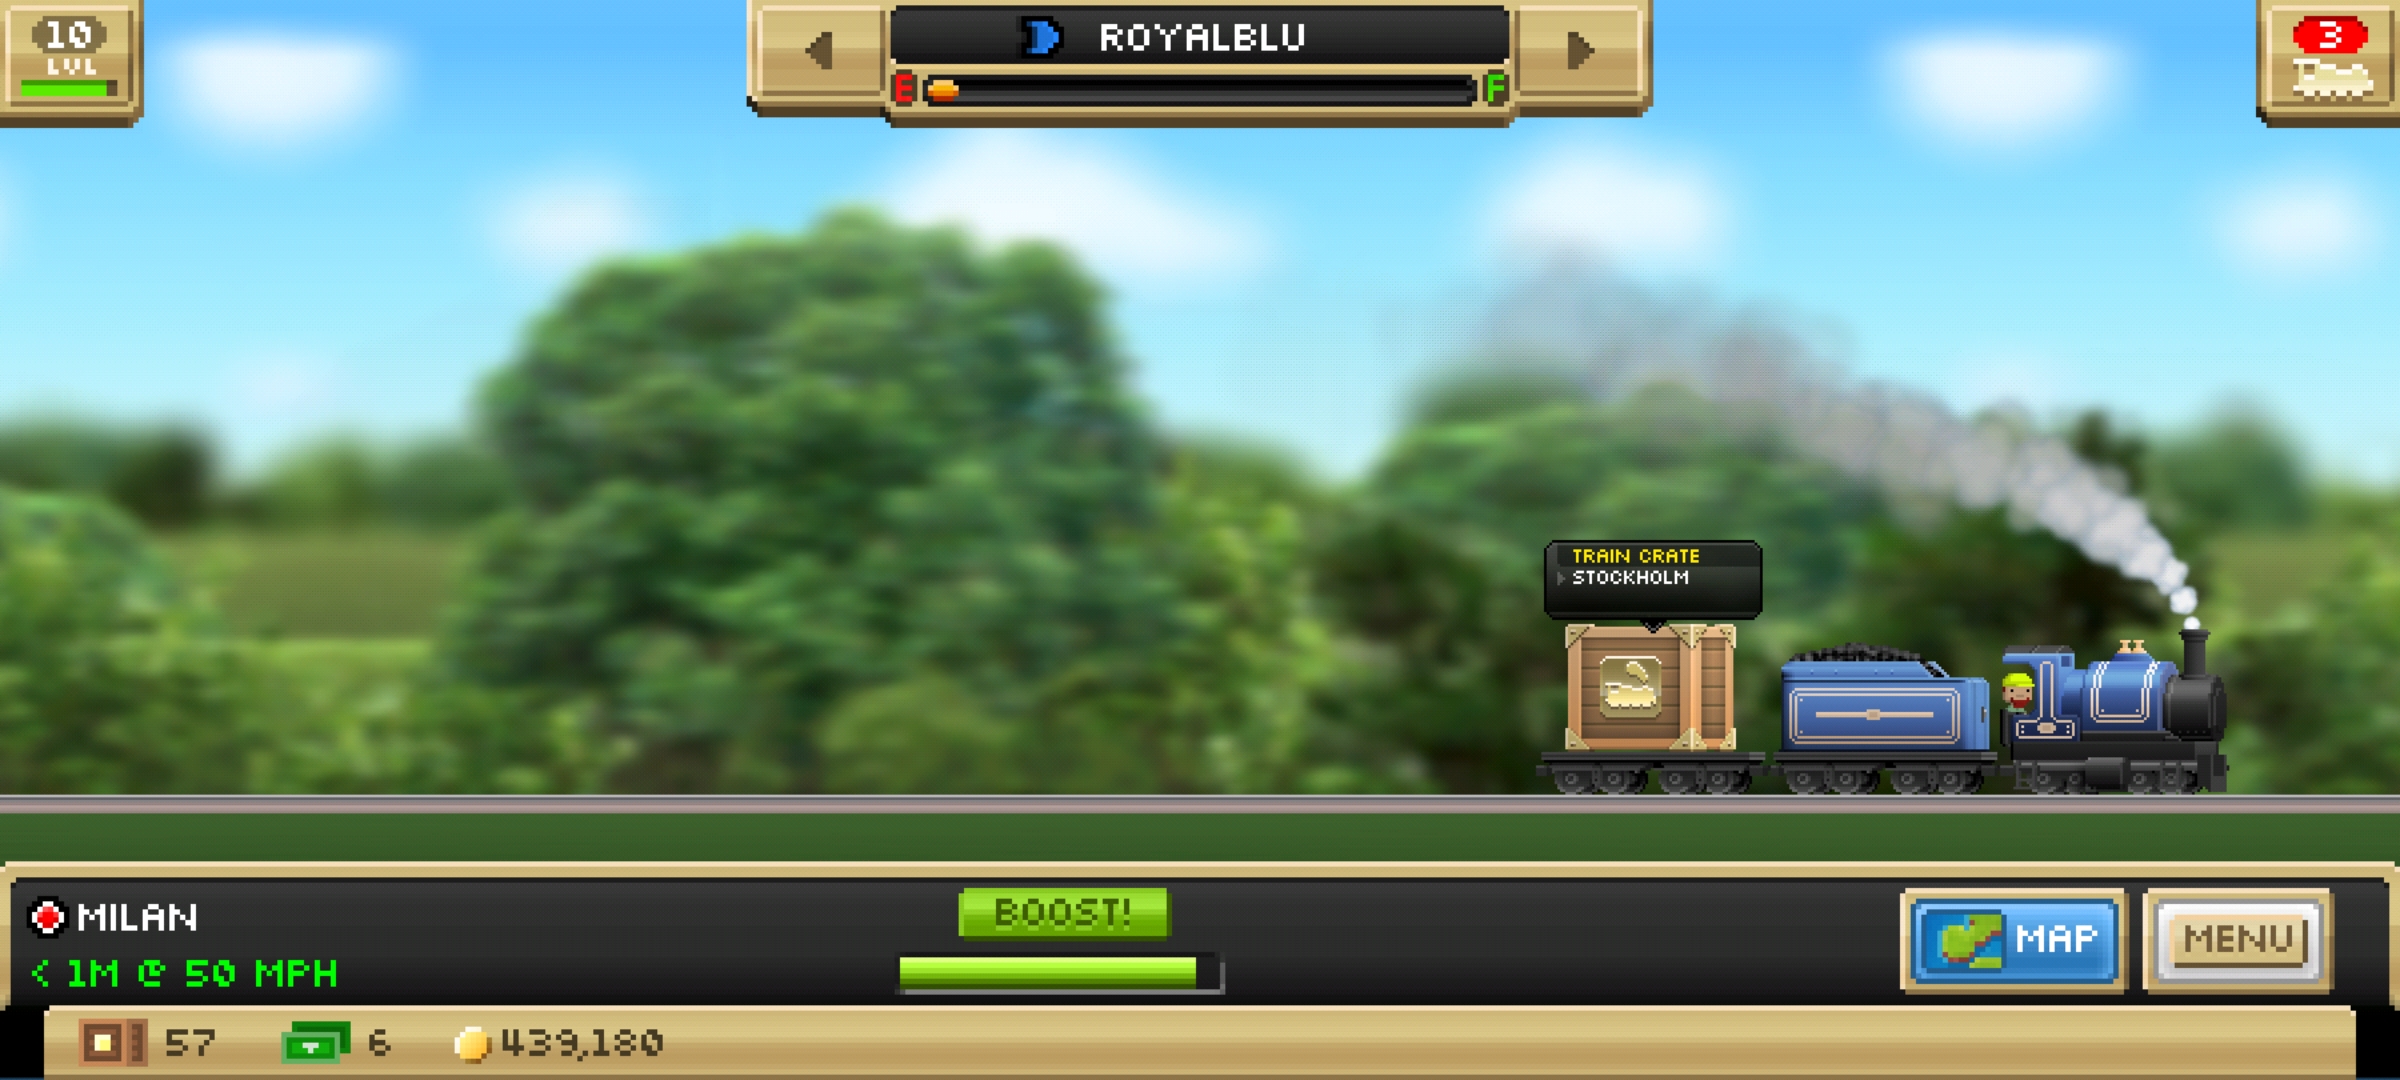 10
LVL
ROYALBLU
E F
3
TRAIN CRATE
STOCKHOLM
MILAN
< 1M @ 50 MPH
BOOST!
MAP
MENU
57 6 439,180